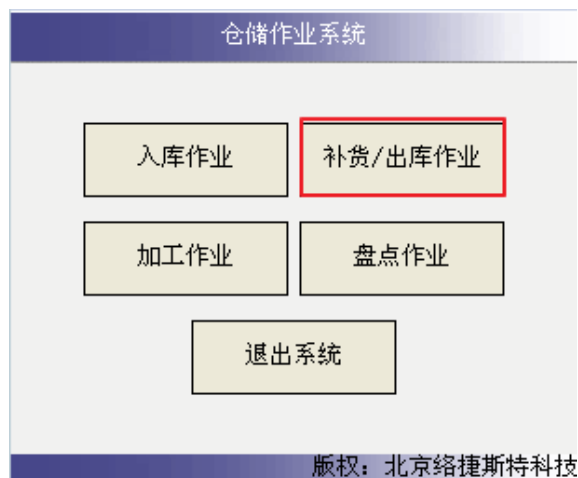 仓储作业系统
入库作业 补货/出库作业
加工作业 盘点作业
退出系统
版权：北京络捷斯特科技